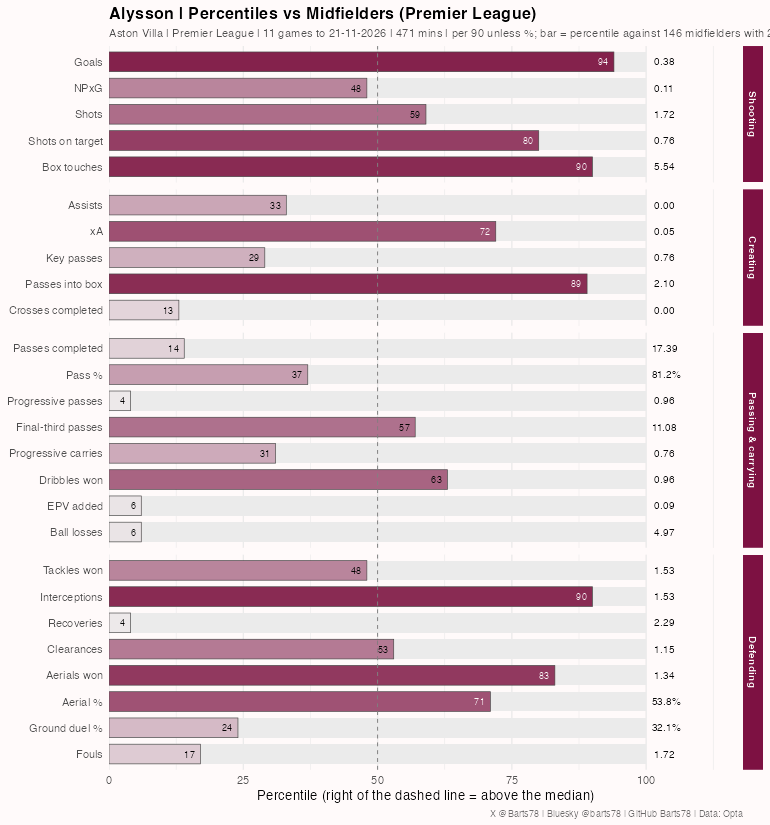 Alysson | Percentiles vs Midfielders (Premier League)
Aston Villa | Premier League | 11 games to 21-11-2026 | 471 mins | per 90 unless %; bar = percentile against 146 midfielders with 2
Goals 94 0.38
NPxG 48 0.11
Shots 59 1.72
Shots on target 80 0.76
Box touches 90 5.54
Shooting
Assists 33 0.00
xA 72 0.05
Key passes 29 0.76
Passes into box 89 2.10
Crosses completed 13 0.00
Creating
Passes completed 14 17.39
Pass % 37 81.2%
Progressive passes 4 0.96
Final-third passes 57 11.08
Progressive carries 31 0.76
Dribbles won 63 0.96
EPV added 6 0.09
Ball losses 6 4.97
Passing & carrying
Tackles won 48 1.53
Interceptions 90 1.53
Recoveries 4 2.29
Clearances 53 1.15
Aerials won 83 1.34
Aerial % 71 53.8%
Ground duel % 24 32.1%
Fouls 17 1.72
Defending
0 25 50 75 100
Percentile (right of the dashed line = above the median)
X @Barts78 | Bluesky @barts78 | GitHub Barts78 | Data: Opta